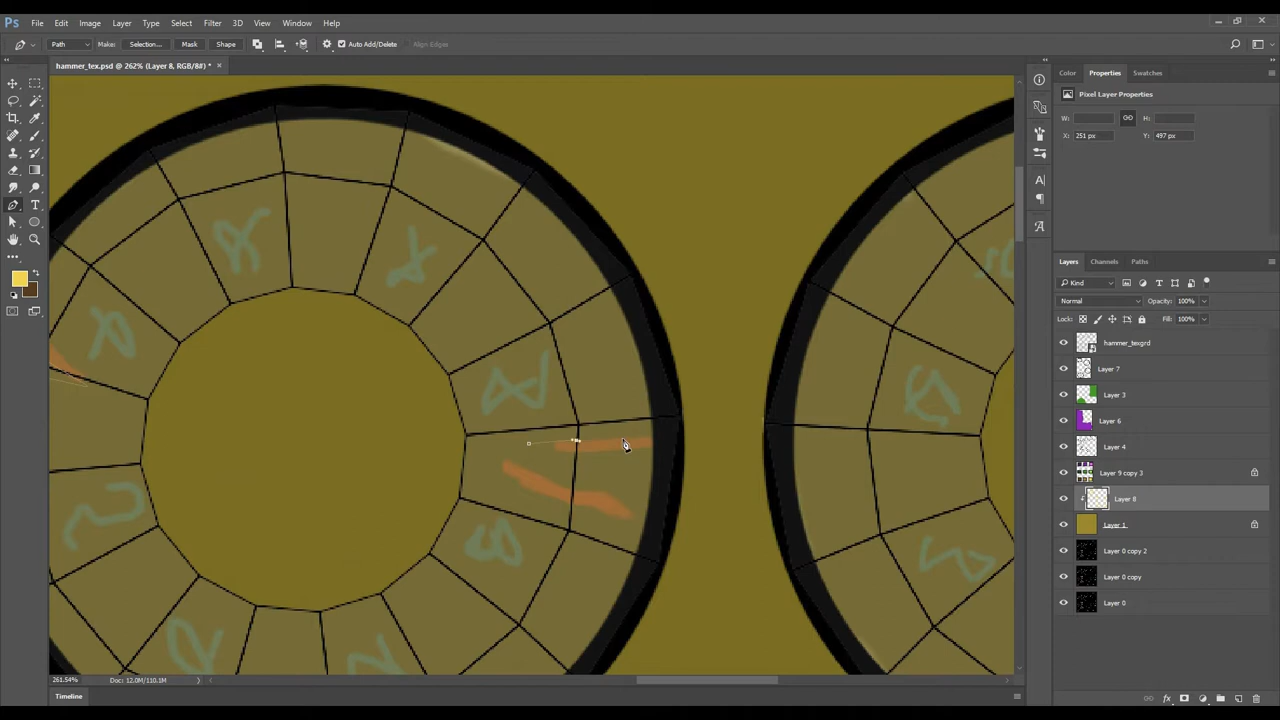 Ps File Edit Image Layer Type Select Filter 3D View Window Help
Path Make: Selection... Mask Shape Auto Add/Delete Align Edges
hammer_tex.psd @ 262% (Layer 8, RGB/8#) * ×
Color Properties Swatches
Pixel Layer Properties
W: H:
X: 251 px Y: 497 px
Layers Channels Paths
Kind
Normal Opacity: 100%
Lock: Fill: 100%
hammer_texgrd
Layer 7
Layer 3
Layer 6
Layer 4
Layer 9 copy 3
Layer 8
Layer 1
Layer 0 copy 2
Layer 0 copy
Layer 0
261.54% Doc: 12.0M/110.1M
Timeline